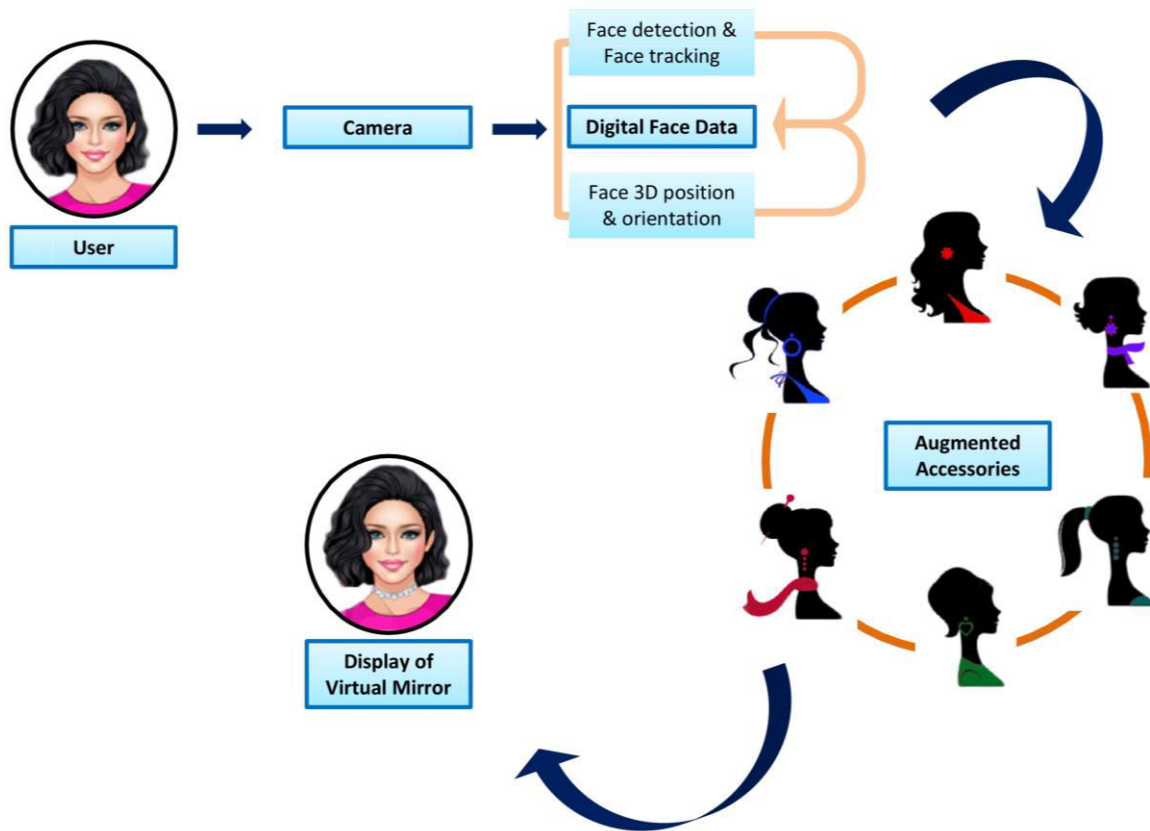 Face detection &
Face tracking
Camera
Digital Face Data
Face 3D position
& orientation
User
Augmented
Accessories
Display of
Virtual Mirror